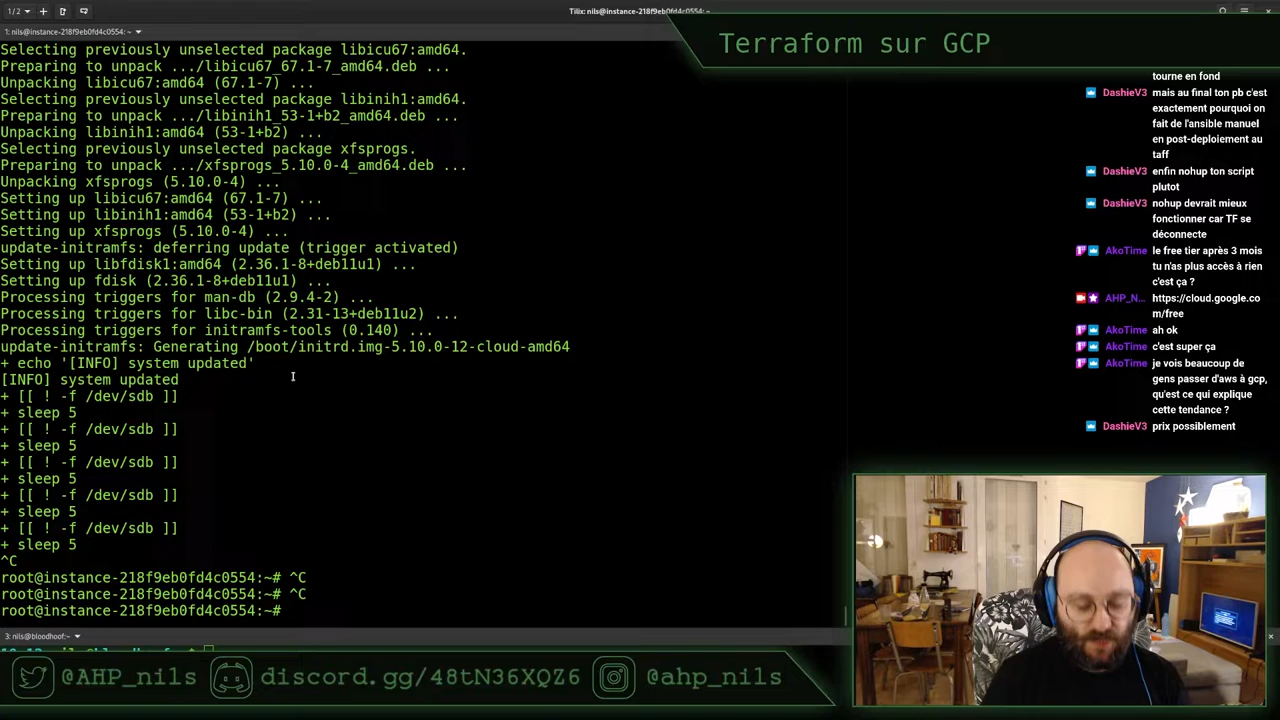 1/2
Tilix: nils@instance-218f9eb0fd4c0554: ~
1: nils@instance-218f9eb0fd4c0554: ~
Terraform sur GCP
Selecting previously unselected package libicu67:amd64.
Preparing to unpack .../libicu67_67.1-7_amd64.deb ...
Unpacking libicu67:amd64 (67.1-7) ...
Selecting previously unselected package libinih1:amd64.
Preparing to unpack .../libinih1_53-1+b2_amd64.deb ...
Unpacking libinih1:amd64 (53-1+b2) ...
Selecting previously unselected package xfsprogs.
Preparing to unpack .../xfsprogs_5.10.0-4_amd64.deb ...
Unpacking xfsprogs (5.10.0-4) ...
Setting up libicu67:amd64 (67.1-7) ...
Setting up libinih1:amd64 (53-1+b2) ...
Setting up xfsprogs (5.10.0-4) ...
update-initramfs: deferring update (trigger activated)
Setting up libfdisk1:amd64 (2.36.1-8+deb11u1) ...
Setting up fdisk (2.36.1-8+deb11u1) ...
Processing triggers for man-db (2.9.4-2) ...
Processing triggers for libc-bin (2.31-13+deb11u2) ...
Processing triggers for initramfs-tools (0.140) ...
update-initramfs: Generating /boot/initrd.img-5.10.0-12-cloud-amd64
+ echo '[INFO] system updated'
[INFO] system updated
+ [[ ! -f /dev/sdb ]]
+ sleep 5
+ [[ ! -f /dev/sdb ]]
+ sleep 5
+ [[ ! -f /dev/sdb ]]
+ sleep 5
+ [[ ! -f /dev/sdb ]]
+ sleep 5
+ [[ ! -f /dev/sdb ]]
+ sleep 5
^C
root@instance-218f9eb0fd4c0554:~# ^C
root@instance-218f9eb0fd4c0554:~# ^C
root@instance-218f9eb0fd4c0554:~#
3: nils@bloodhoof:~
tourne en fond
DashieV3 mais au final ton pb c'est
exactement pourquoi on
fait de l'ansible manuel
en post-deploiement au
taff
DashieV3 enfin nohup ton script
plutot
DashieV3 nohup devrait mieux
fonctionner car TF se
déconnecte
AkoTime le free tier après 3 mois
tu n'as plus accès à rien
c'est ça ?
AHP_N... https://cloud.google.co
m/free
AkoTime ah ok
AkoTime c'est super ça
AkoTime je vois beaucoup de
gens passer d'aws à gcp,
qu'est ce qui explique
cette tendance ?
DashieV3 prix possiblement
@AHP_nils discord.gg/48tN36XQZ6 @ahp_nils